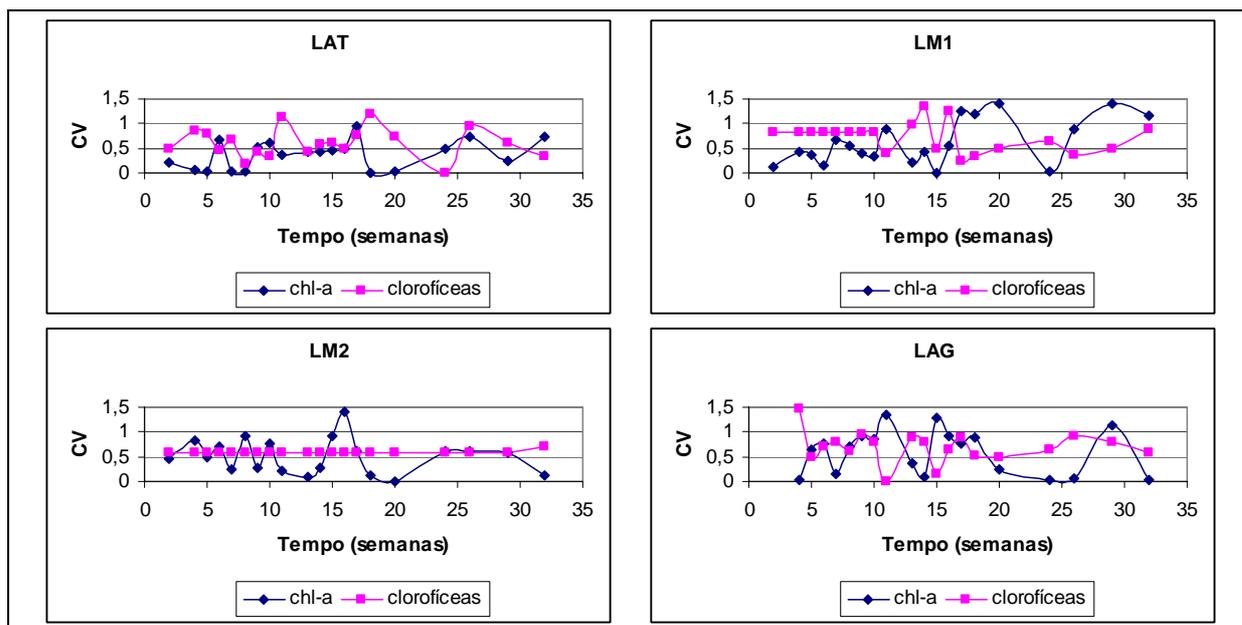 LAT
1,5
1
0,5
0
CV
0 5 10 15 20 25 30 35
Tempo (semanas)
chl-a clorofíceas
LM1
1,5
1
0,5
0
CV
0 5 10 15 20 25 30 35
Tempo (semanas)
chl-a clorofíceas
LM2
1,5
1
0,5
0
CV
0 5 10 15 20 25 30 35
Tempo (semanas)
chl-a clorofíceas
LAG
1,5
1
0,5
0
CV
0 5 10 15 20 25 30 35
Tempo (semanas)
chl-a clorofíceas